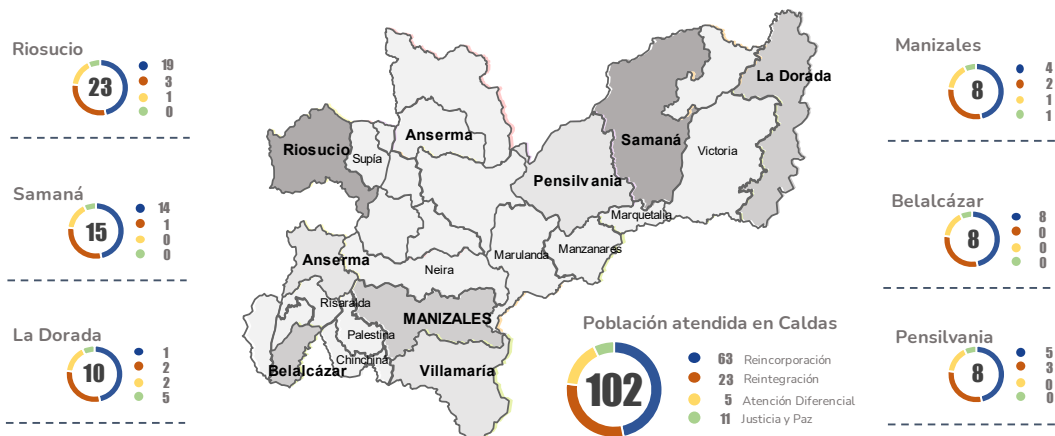 Riosucio
23
19
3
1
0
Samaná
15
14
1
0
0
La Dorada
10
1
2
2
5
La Dorada
Anserma
Samaná
Riosucio
Supía
Victoria
Pensilvania
Marquetalia
Anserma
Marulanda
Manzanares
Neira
Risaralda
MANIZALES
Palestina
Chinchiná
Belalcázar
Villamaría
Población atendida en Caldas
102
63 Reincorporación
23 Reintegración
5 Atención Diferencial
11 Justicia y Paz
Manizales
8
4
2
1
1
Belalcázar
8
8
0
0
0
Pensilvania
8
5
3
0
0